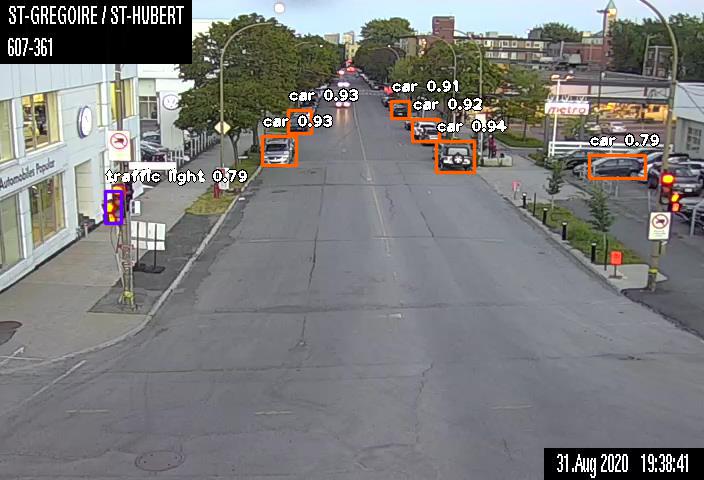 ST-GREGOIRE / ST-HUBERT
607-361
car 0.93
car 0.91
car 0.92
car 0.93
car 0.94
car 0.79
traffic light 0.79
Automobiles Popular
metro
31.Aug 2020 19:38:41